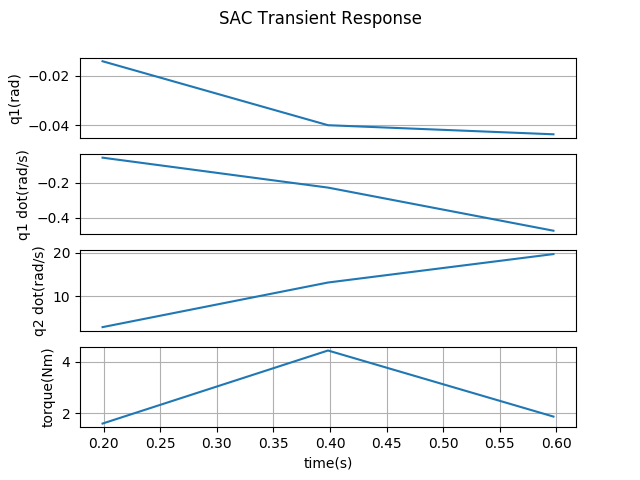 SAC Transient Response
q1(rad)
−0.02
−0.04
q1 dot(rad/s)
−0.2
−0.4
q2 dot(rad/s)
20
10
torque(Nm)
4
2
0.20 0.25 0.30 0.35 0.40 0.45 0.50 0.55 0.60
time(s)